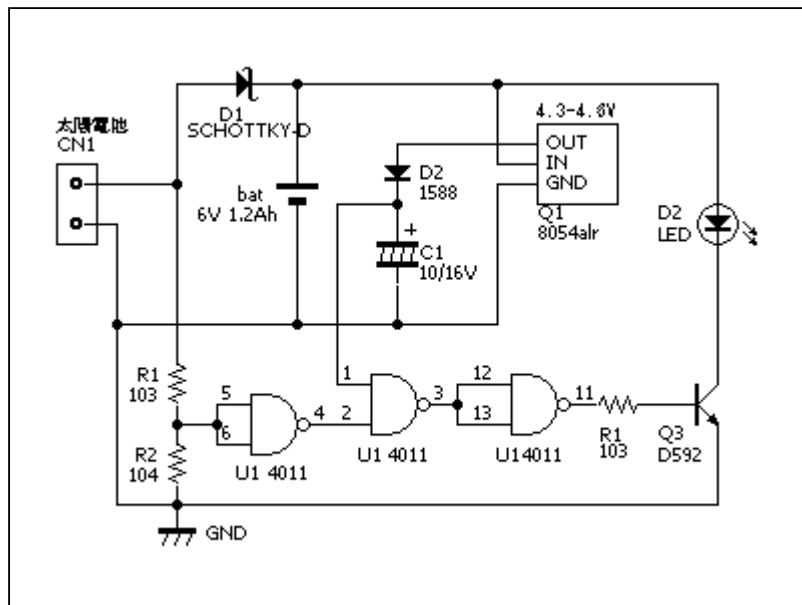 太陽電池
CN1
D1
SCHOTTKY-D
bat
6V 1.2Ah
D2
1588
+
C1
10/16V
4.3-4.6V
OUT
IN
GND
Q1
8054alr
D2
LED
R1
103
R2
104
5
6
4
U1 4011
1
2
3
U1 4011
12
13
11
U14011
R1
103
Q3
D592
GND